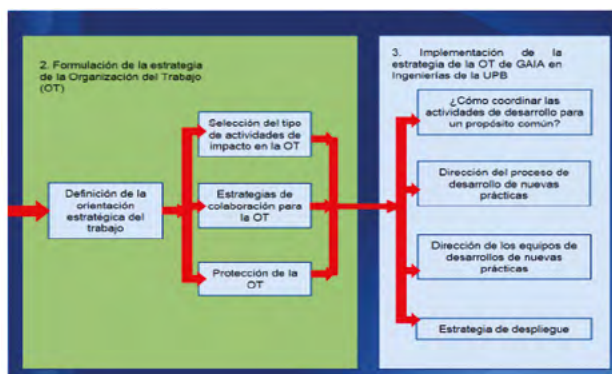 2. Formulación de la estrategia
de la Organización del Trabajo
(OT)
Selección del tipo
de actividades de
impacto en la OT
Definición de la
orientación
estratégica del
trabajo
Estrategias de
colaboración para
la OT
Protección de la
OT
3. Implementación de la
estrategia de la OT de GAIA en
Ingenierías de la UPB
¿Cómo coordinar las
actividades de desarrollo para
un propósito común?
Dirección del proceso de
desarrollo de nuevas
prácticas
Dirección de los equipos de
desarrollos de nuevas
prácticas
Estrategia de despliegue